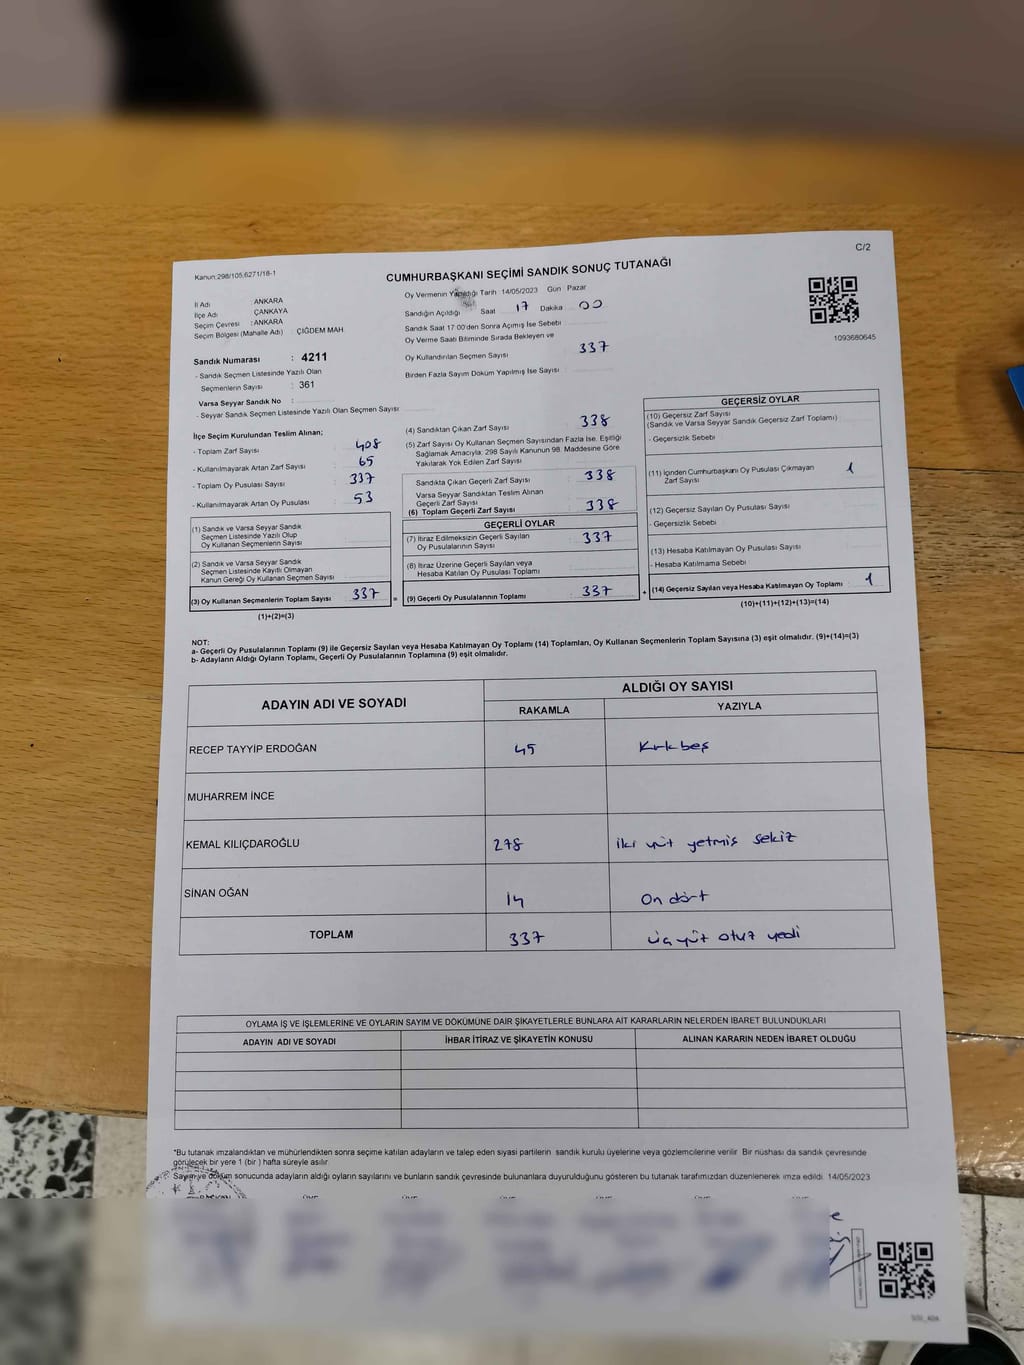 C/2
Kanun:298/105,6271/18-1
CUMHURBAŞKANI SEÇİMİ SANDIK SONUÇ TUTANAĞI
İl Adı : ANKARA
İlçe Adı : ÇANKAYA
Seçim Çevresi : ANKARA
Seçim Bölgesi (Mahalle Adı) : ÇİĞDEM MAH
Sandık Numarası : 4211
- Sandık Seçmen Listesinde Yazılı Olan
Seçmenlerin Sayısı : 361
Varsa Seyyar Sandık No :
- Seyyar Sandık Seçmen Listesinde Yazılı Olan Seçmen Sayısı
Oy Vermenin Yapıldığı Tarih 14/05/2023 Gün Pazar
Sandığın Açıldığı Saat 17 Dakika 00
Sandık Saat 17 00'den Sonra Açımış İse Sebebi
Oy Verme Saati Bitiminde Sırada Bekleyen ve
Oy Kullandırılan Seçmen Sayısı 337
Birden Fazla Sayım Döküm Yapılmış İse Sayısı
1093680645
İlçe Seçim Kurulundan Teslim Alınan;
- Toplam Zarf Sayısı : 408
- Kullanılmayarak Artan Zarf Sayısı : 65
- Toplam Oy Pusulası Sayısı : 337
- Kullanılmayarak Artan Oy Pusulası : 53
(1) Sandık ve Varsa Seyyar Sandık
Seçmen Listesinde Yazılı Olup
Oy Kullanan Seçmenlerin Sayısı
(2) Sandık ve Varsa Seyyar Sandık
Seçmen Listesinde Kayıtlı Olmayan
Kanun Gereği Oy Kullanan Seçmen Sayısı
(3) Oy Kullanan Seçmenlerin Toplam Sayısı 337 =
(1)+(2)=(3)
(4) Sandıktan Çıkan Zarf Sayısı 338
(5) Zarf Sayısı Oy Kullanan Seçmen Sayısından Fazla İse, Eşitliği
Sağlamak Amacıyla; 298 Sayılı Kanunun 98. Maddesine Göre
Yakılarak Yok Edilen Zarf Sayısı
Sandıkta Çıkan Geçerli Zarf Sayısı 338
Varsa Seyyar Sandıktan Teslim Alınan
Geçerli Zarf Sayısı
(6) Toplam Geçerli Zarf Sayısı 338
GEÇERLİ OYLAR
(7) İtiraz Edilmeksizin Geçerli Sayılan
Oy Pusulalarının Sayısı 337
(8) İtiraz Üzerine Geçerli Sayılan veya
Hesaba Katılan Oy Pusulası Toplamı
(9) Geçerli Oy Pusulalarının Toplamı 337 +
GEÇERSİZ OYLAR
(10) Geçersiz Zarf Sayısı
(Sandık ve Varsa Seyyar Sandık Geçersiz Zarf Toplamı)
- Geçersizlik Sebebi
(11) İçinden Cumhurbaşkanı Oy Pusulası Çıkmayan 1
Zarf Sayısı
(12) Geçersiz Sayılan Oy Pusulası Sayısı
- Geçersizlik Sebebi
(13) Hesaba Katılmayan Oy Pusulası Sayısı
- Hesaba Katılmama Sebebi
(14) Geçersiz Sayılan veya Hesaba Katılmayan Oy Toplamı 1
(10)+(11)+(12)+(13)=(14)
NOT:
a- Geçerli Oy Pusulalarının Toplamı (9) ile Geçersiz Sayılan veya Hesaba Katılmayan Oy Toplamı (14) Toplamları, Oy Kullanan Seçmenlerin Toplam Sayısına (3) eşit olmalıdır. (9)+(14)=(3)
b- Adayların Aldığı Oyların Toplamı, Geçerli Oy Pusulalarının Toplamına (9) eşit olmalıdır.
ADAYIN ADI VE SOYADI
ALDIĞI OY SAYISI
RAKAMLA YAZIYLA
RECEP TAYYİP ERDOĞAN 45 Kırkbeş
MUHARREM İNCE
KEMAL KILIÇDAROĞLU 278 iki yüz yetmiş sekiz
SİNAN OĞAN 14 On dört
TOPLAM 337 üç yüz otuz yedi
OYLAMA İŞ VE İŞLEMLERİNE VE OYLARIN SAYIM VE DÖKÜMÜNE DAİR ŞİKAYETLERLE BUNLARA AİT KARARLARIN NELERDEN İBARET BULUNDUKLARI
ADAYIN ADI VE SOYADI İHBAR İTİRAZ VE ŞİKAYETİN KONUSU ALINAN KARARIN NEDEN İBARET OLDUĞU
*Bu tutanak imzalandıktan ve mühürlendikten sonra seçime katılan adayların ve talep eden siyasi partilerin sandık kurulu üyelerine veya gözlemcilerine verilir. Bir nüshası da sandık çevresinde
görülecek bir yere 1 (bir) hafta süreyle asılır
Sayım ve döküm sonucunda adayların aldığı oyların sayılarını ve bunların sandık çevresinde bulunanlara duyurulduğunu gösteren bu tutanak tarafımızdan düzenlenerek imza edildi. 14/05/2023